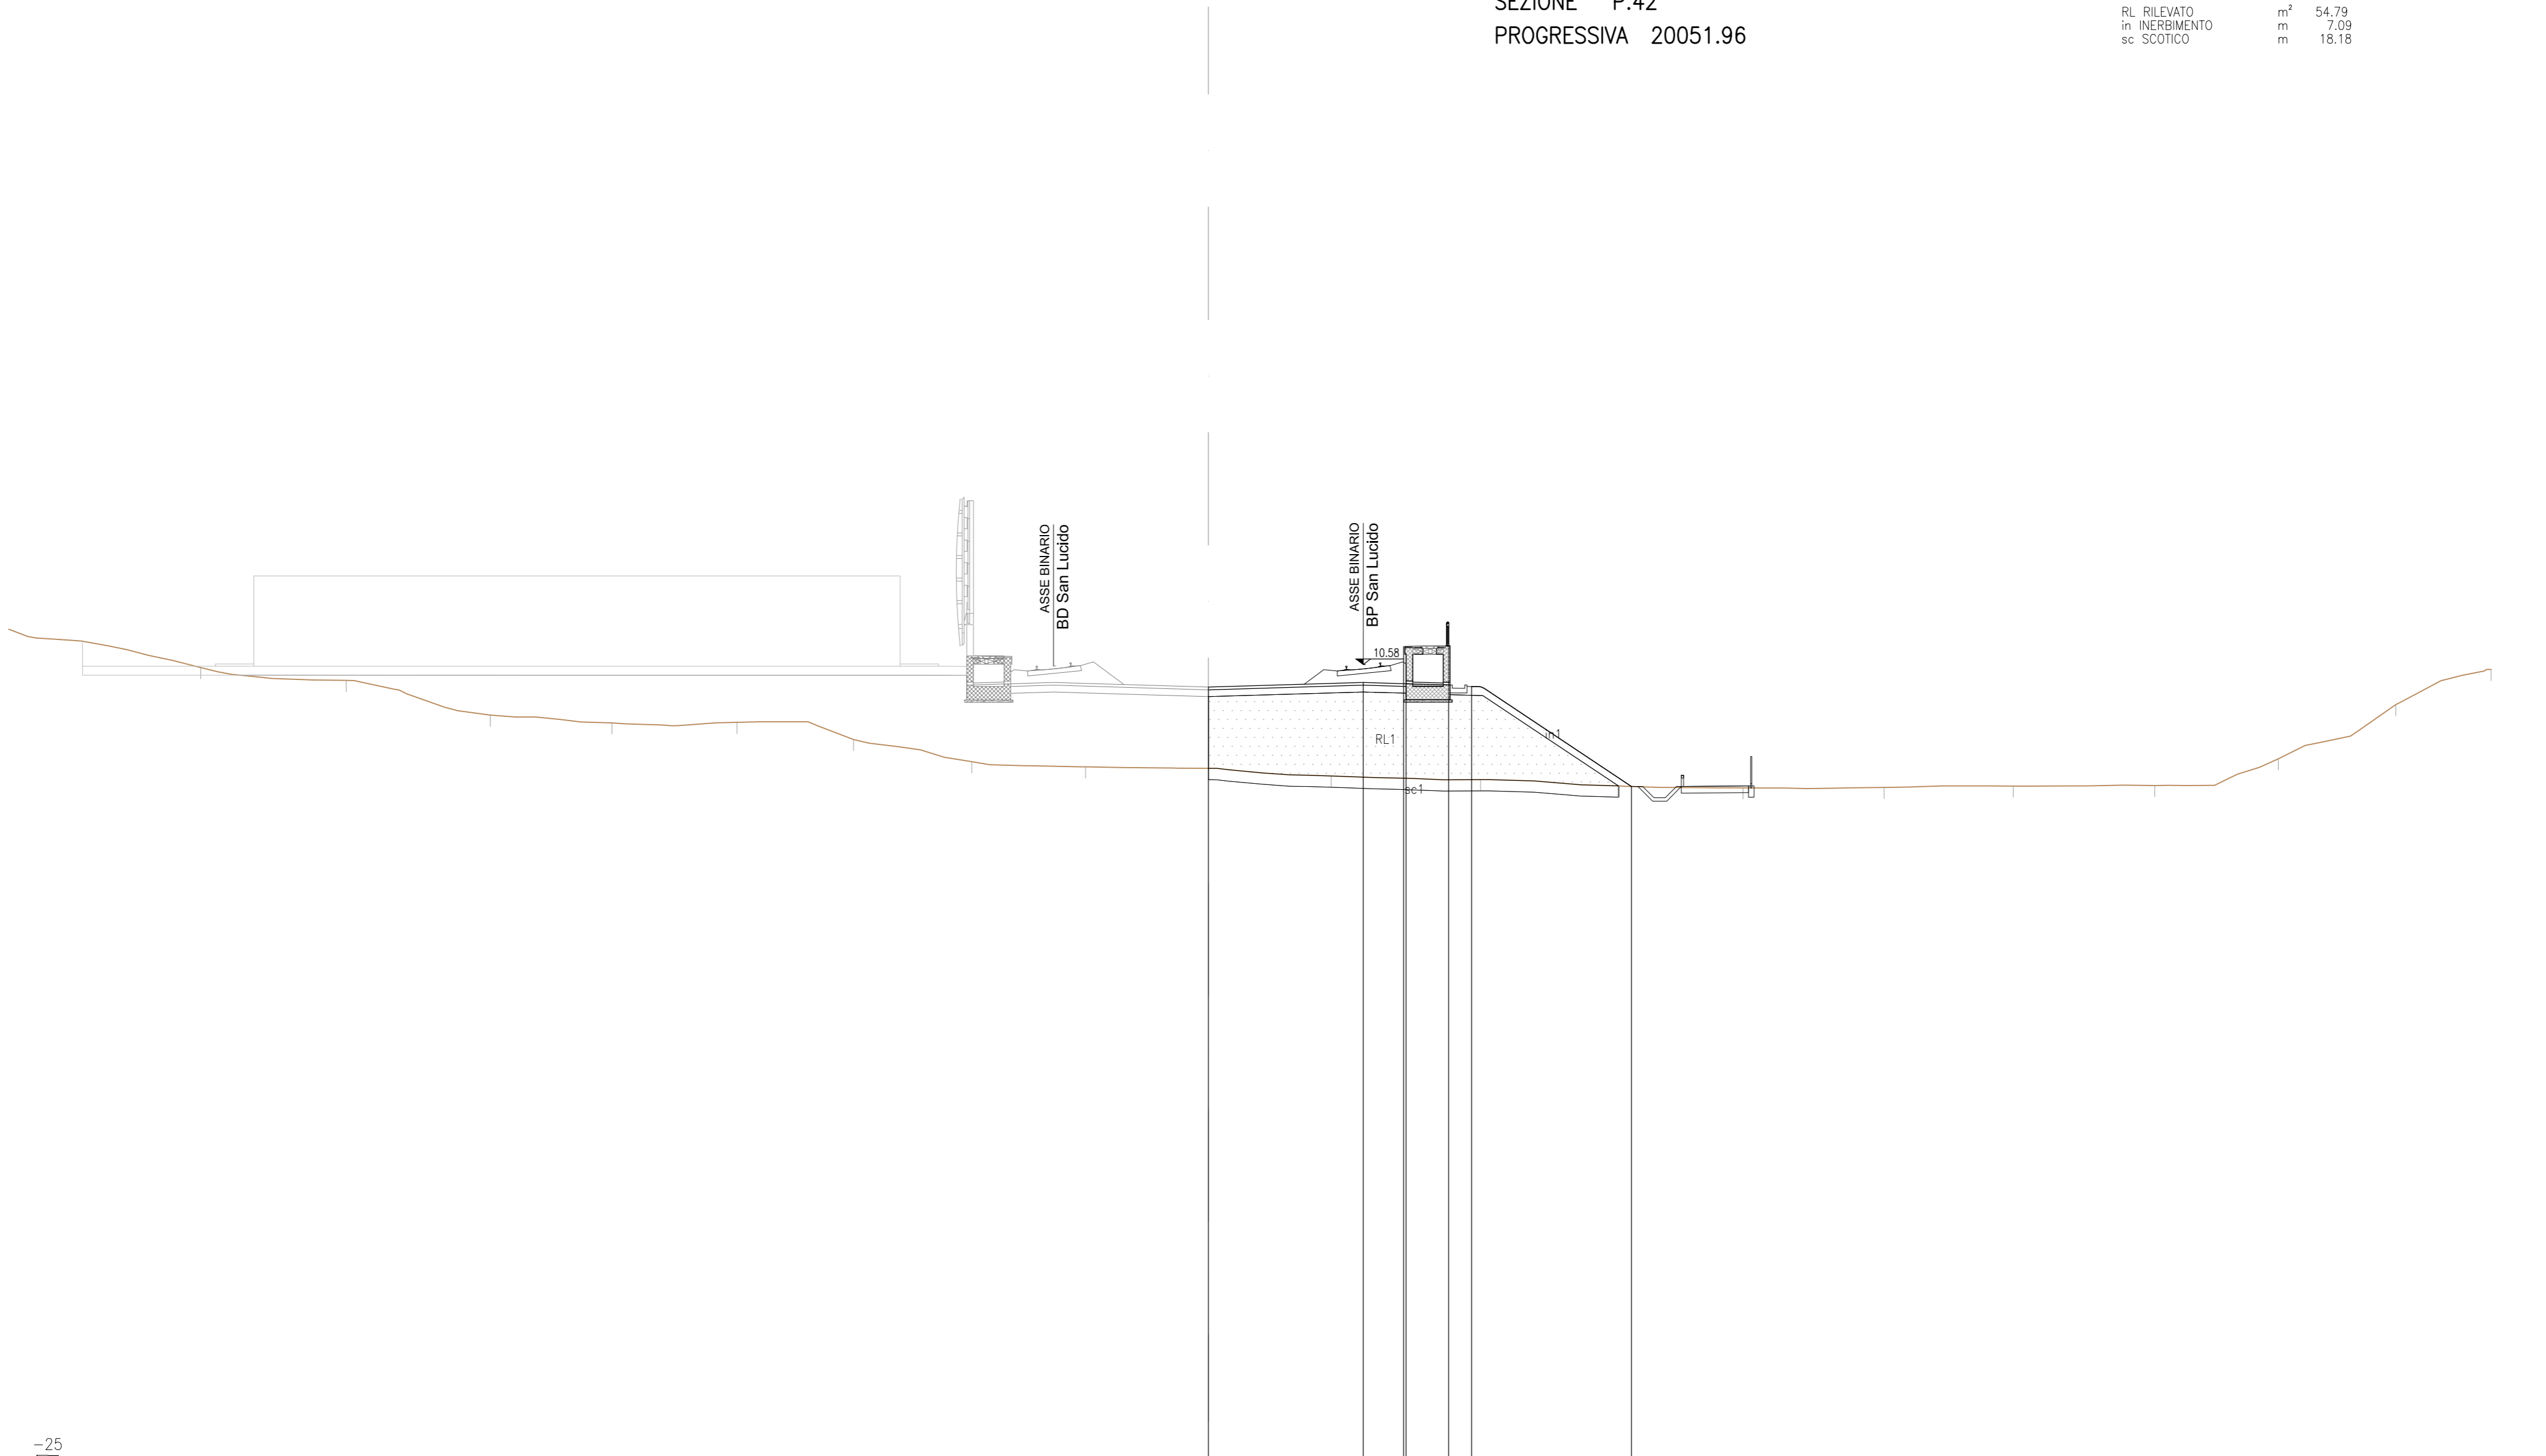 SEZIONE P.42
PROGRESSIVA 20051.96
RL RILEVATO m² 54.79
in INERBIMENTO m 7.09
sc SCOTICO m 18.18
ASSE BINARIO
BD San Lucido
ASSE BINARIO
BP San Lucido
10.58
RL1
in1
sc1
-25